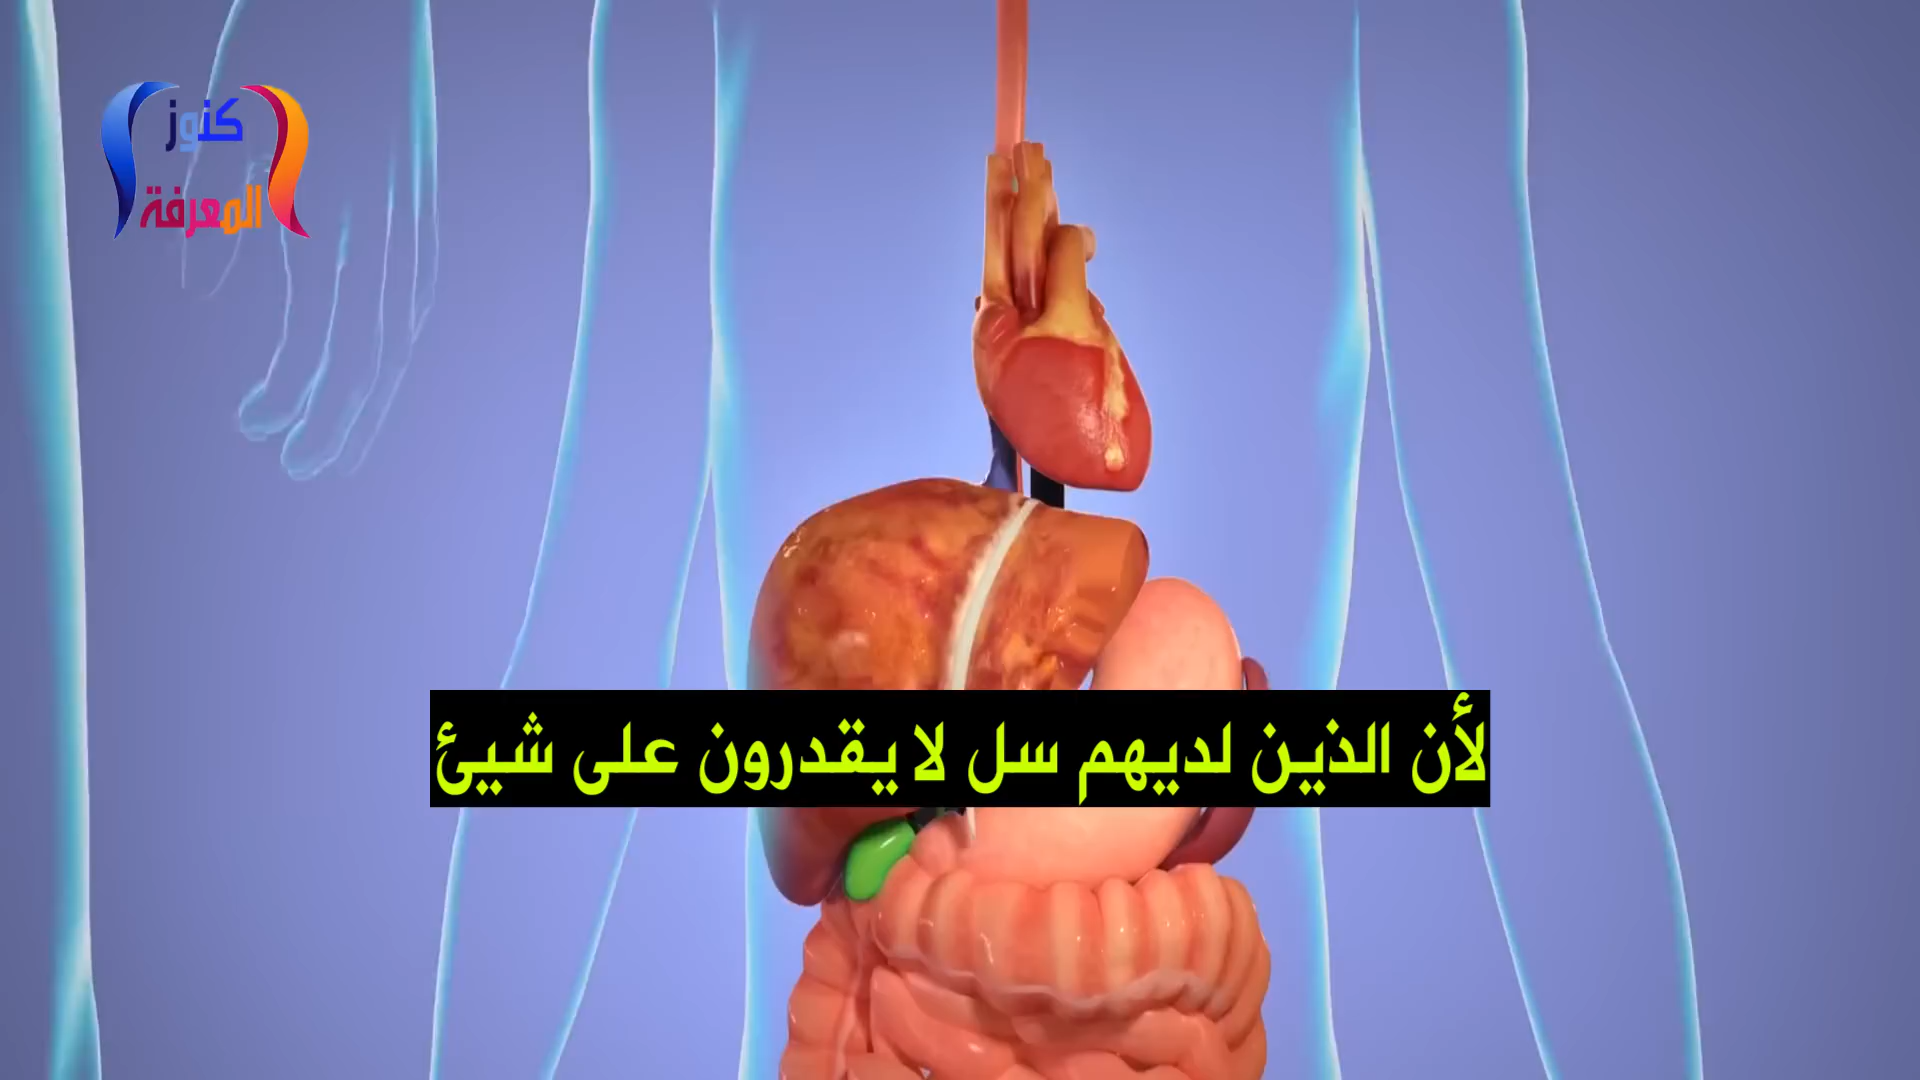 كنوز
المعرفة
لأن الذين لديهم سل لا يقدرون على شيئ